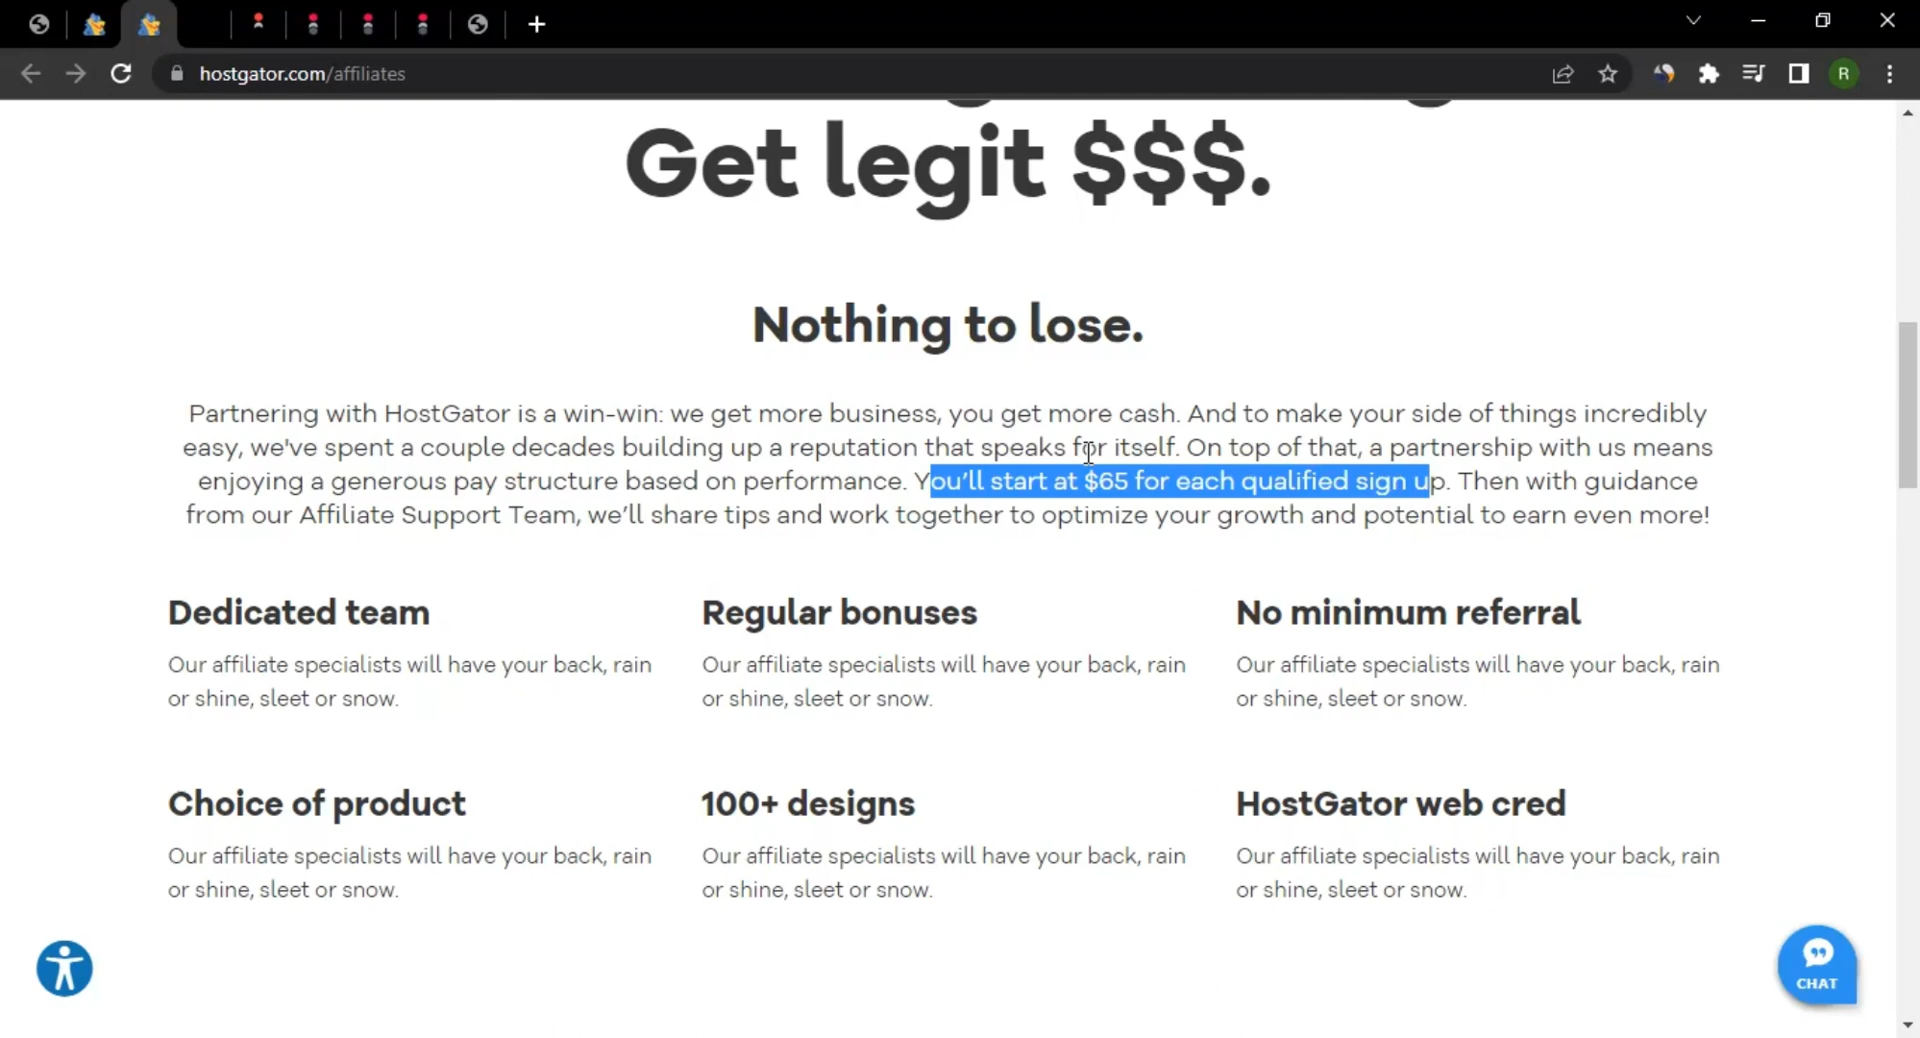 hostgator.com/affiliates
R
Get legit $$$.
Nothing to lose.
Partnering with HostGator is a win-win: we get more business, you get more cash. And to make your side of things incredibly
easy, we've spent a couple decades building up a reputation that speaks for itself. On top of that, a partnership with us means
enjoying a generous pay structure based on performance. You’ll start at $65 for each qualified sign up. Then with guidance
from our Affiliate Support Team, we’ll share tips and work together to optimize your growth and potential to earn even more!
Dedicated team
Our affiliate specialists will have your back, rain
or shine, sleet or snow.
Regular bonuses
Our affiliate specialists will have your back, rain
or shine, sleet or snow.
No minimum referral
Our affiliate specialists will have your back, rain
or shine, sleet or snow.
Choice of product
Our affiliate specialists will have your back, rain
or shine, sleet or snow.
100+ designs
Our affiliate specialists will have your back, rain
or shine, sleet or snow.
HostGator web cred
Our affiliate specialists will have your back, rain
or shine, sleet or snow.
CHAT